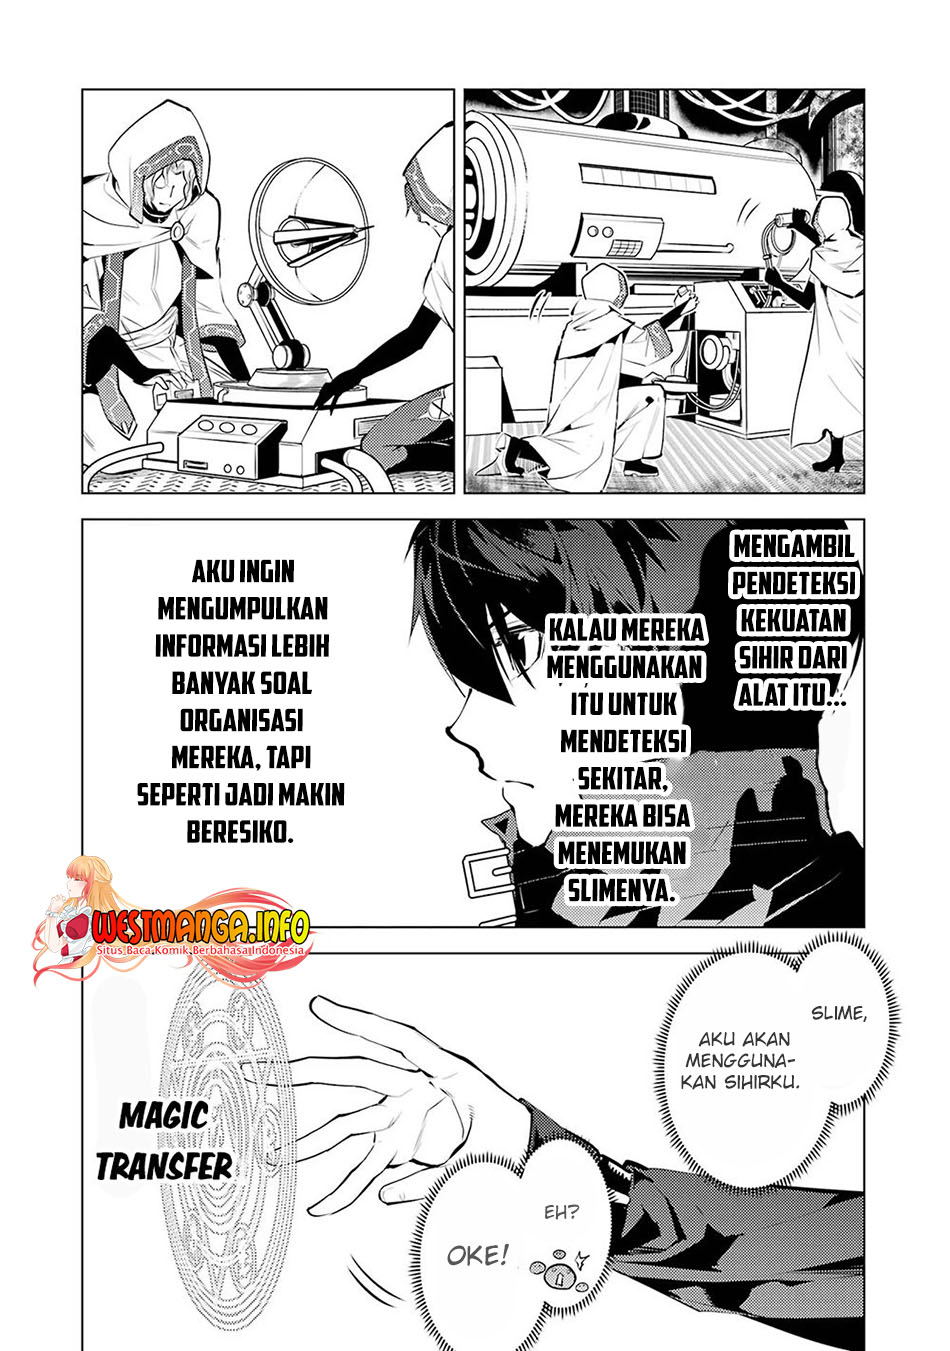 MENGAMBIL
PENDETEKSI
KEKUATAN
SIHIR DARI
ALAT ITU...
KALAU MEREKA
MENGGUNAKAN
ITU UNTUK
MENDETEKSI
SEKITAR,
MEREKA BISA
MENEMUKAN
SLIMENYA.
AKU INGIN
MENGUMPULKAN
INFORMASI LEBIH
BANYAK SOAL
ORGANISASI
MEREKA, TAPI
SEPERTI JADI MAKIN
BERESIKO.
WESTMANGA.INFO
Situs Baca Komik Berbahasa Indonesia
SLIME,
AKU AKAN
MENGGUNA-
KAN SIHIRKU.
EH?
OKE!
MAGIC
TRANSFER